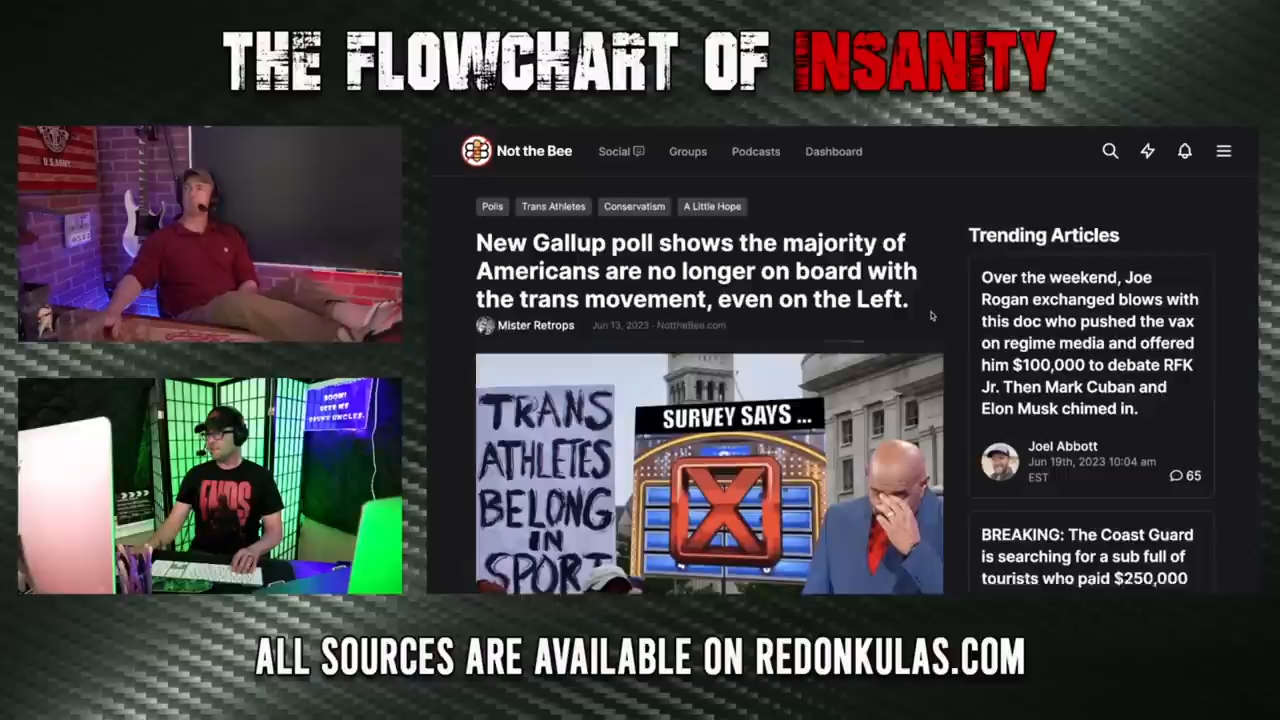 THE FLOWCHART OF INSANITY
U.S. ARMY
SOON!
BEER ME
FUNKY UNCLES.
ENDS
Not the Bee
Social
Groups
Podcasts
Dashboard
Polls
Trans Athletes
Conservatism
A Little Hope
New Gallup poll shows the majority of
Americans are no longer on board with
the trans movement, even on the Left.
Mister Retrops
Jun 13, 2023 · NottheBee.com
TRANS
ATHLETES
BELONG
IN
SPORT
SURVEY SAYS ...
Trending Articles
Over the weekend, Joe
Rogan exchanged blows with
this doc who pushed the vax
on regime media and offered
him $100,000 to debate RFK
Jr. Then Mark Cuban and
Elon Musk chimed in.
Joel Abbott
Jun 19th, 2023 10:04 am
EST
65
BREAKING: The Coast Guard
is searching for a sub full of
tourists who paid $250,000
ALL SOURCES ARE AVAILABLE ON REDONKULAS.COM